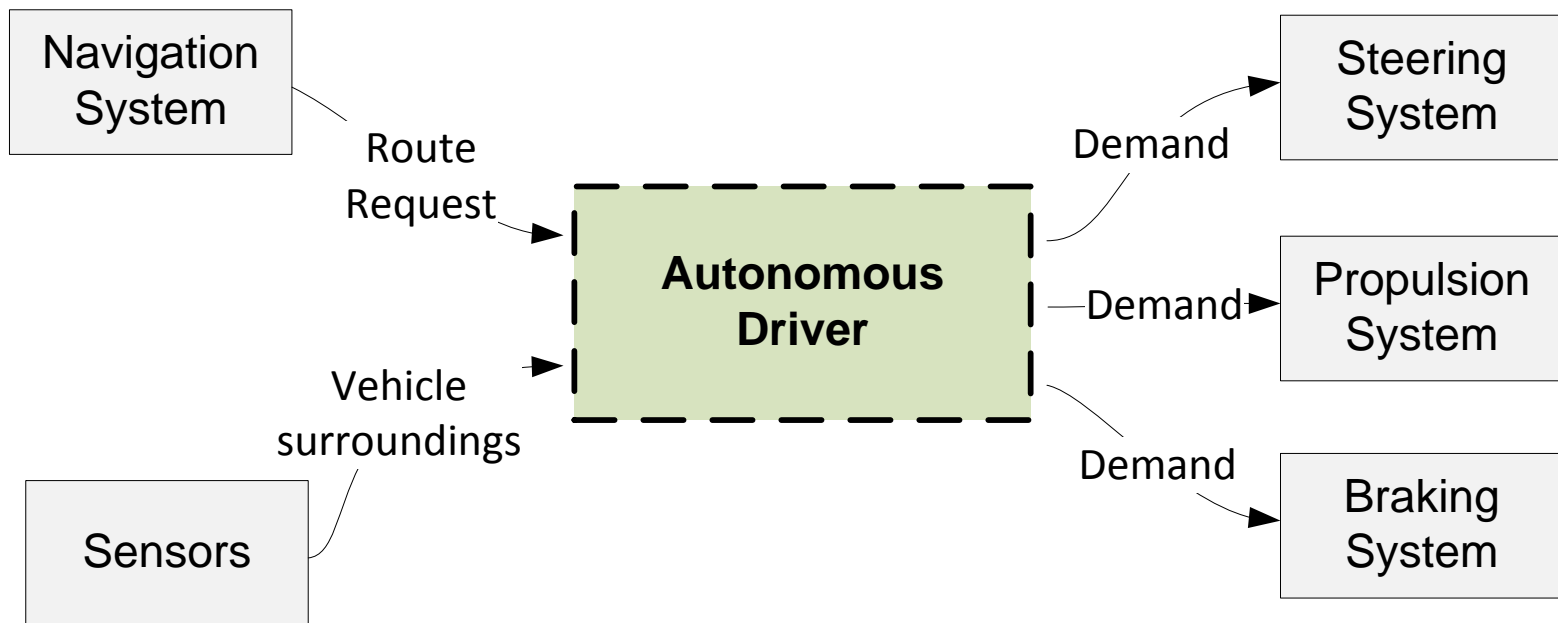 Navigation
System
Route
Request
Vehicle
surroundings
Sensors
Autonomous
Driver
Demand
Steering
System
Demand
Propulsion
System
Demand
Braking
System